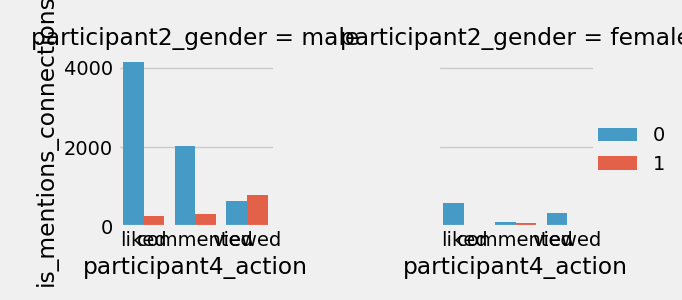 participant2_gender = male
participant2_gender = female
is_mentions_connections
4000
2000
0
liked
commented
viewed
participant4_action
liked
commented
viewed
participant4_action
0
1